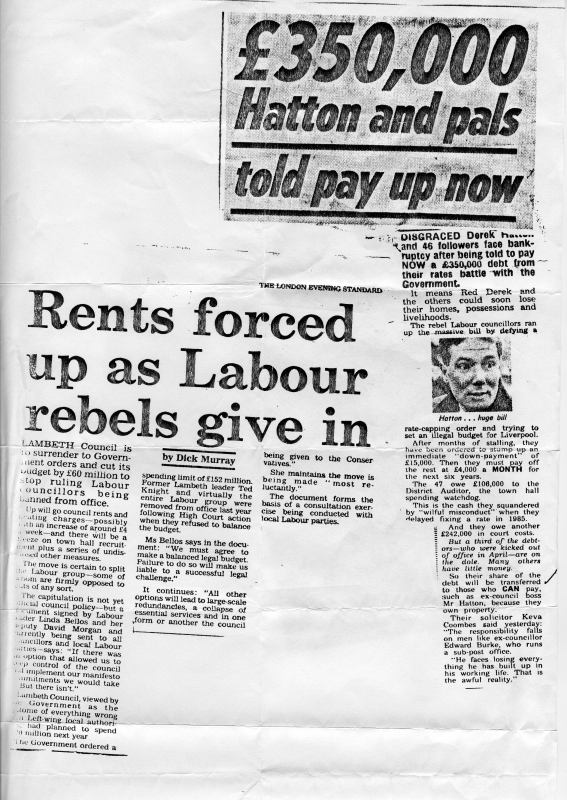 £350,000
Hatton and pals
told pay up now
DISGRACED Derek Hatton
and 46 followers face bank-
ruptcy after being told to pay
NOW a £350,000 debt from
their rates battle with the
Government.
It means Red Derek and
the others could soon lose
their homes, possessions and
livelihoods.
The rebel Labour councillors ran
up the massive bill by defying a
Hatton . . . huge bill
rate-capping order and trying to
set an illegal budget for Liverpool.
After months of stalling, they
have been ordered to stump up an
immediate "down-payment" of
£15,000. Then they must pay off
the rest at £4,000 a MONTH for
the next six years.
The 47 owe £108,000 to the
District Auditor, the town hall
spending watchdog.
This is the cash they squandered
by "wilful misconduct" when they
delayed fixing a rate in 1985.
And they owe another
£242,000 in court costs.
But a third of the debt-
ors—who were kicked out
of office in April—are on
the dole. Many others
have little money.
So their share of the
debt will be transferred
to those who CAN pay,
such as ex-council boss
Mr Hatton, because they
own property.
Their solicitor Keva
Coombes said yesterday:
"The responsibility falls
on men like ex-councillor
Edward Burke, who runs
a sub-post office.
"He faces losing every-
thing he has built up in
his working life. That is
the awful reality."
THE LONDON EVENING STANDARD
Rents forced
up as Labour
rebels give in
LAMBETH Council is
to surrender to Govern-
ment orders and cut its
budget by £60 million to
stop ruling Labour
councillors being
banned from office.
Up will go council rents and
charges—possibly
an increase of around £4
week—and there will be a
freeze on town hall recruit-
ment plus a series of undis-
closed other measures.
The move is certain to split
the Labour group—some of
whom are firmly opposed to
cuts of any sort.
The capitulation is not yet
official council policy—but a
document signed by Labour
leader Linda Bellos and her
deputy David Morgan and
currently being sent to all
councillors and local Labour
parties—says: "If there was
option that allowed us to
keep control of the council
implement our manifesto
commitments we would take
But there isn't."
Lambeth Council, viewed by
Government as the
of everything wrong
Left-wing local authori-
had planned to spend
million next year
The Government ordered a
by Dick Murray
spending limit of £152 million.
Former Lambeth leader Ted
Knight and virtually the
entire Labour group were
removed from office last year
following High Court action
when they refused to balance
the budget.
Ms Bellos says in the docu-
ment: "We must agree to
make a balanced legal budget.
Failure to do so will make us
liable to a successful legal
challenge."
It continues: "All other
options will lead to large-scale
redundancies, a collapse of
essential services and in one
form or another the council
being given to the Conser
vatives."
She maintains the move is
being made "most re-
luctantly."
The document forms the
basis of a consultation exer-
cise being conducted with
local Labour parties.